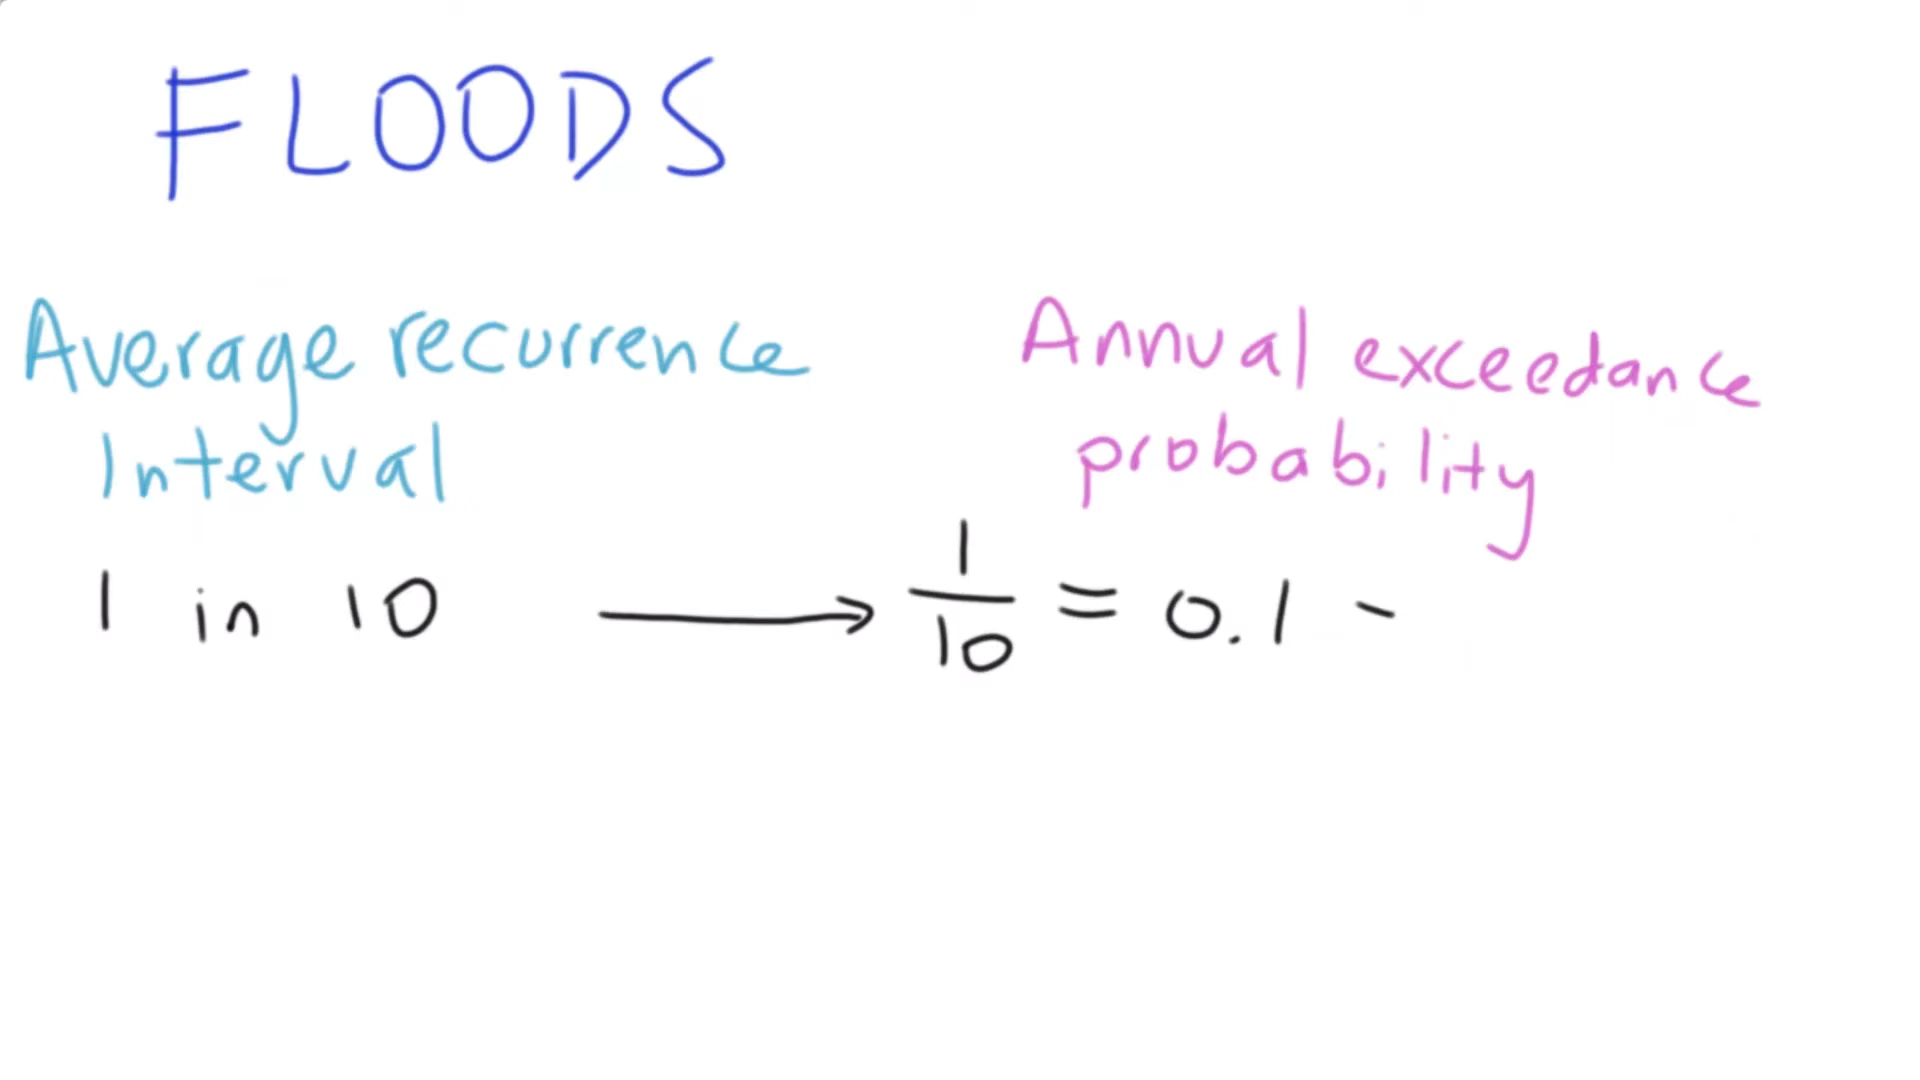 FLOODS
Average recurrence
Interval
Annual exceedance
probability
1 in 10 → 1/10 = 0.1 -